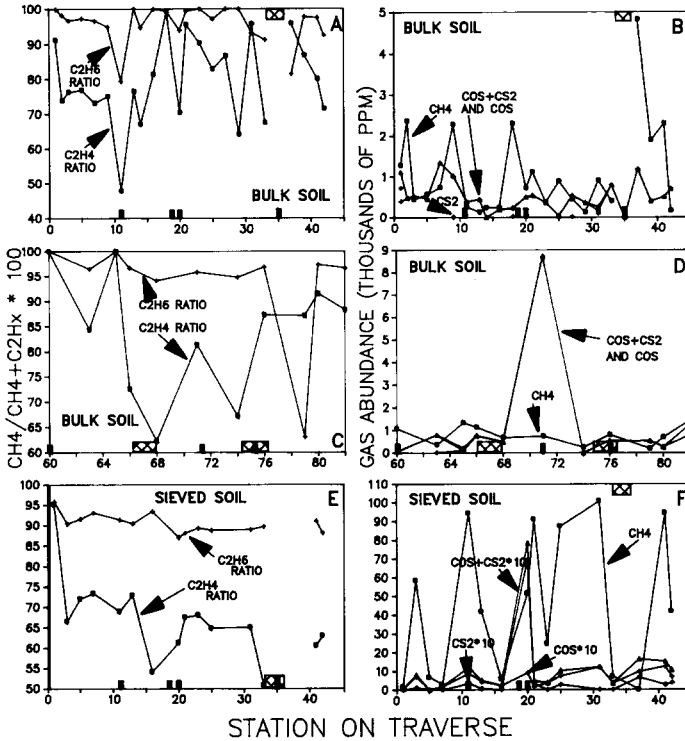 100
90
80
70
60
50
40
0
10
20
30
40
A
C2H6
RATIO
C2H4
RATIO
BULK SOIL
5
4
3
2
1
0
0
10
20
30
40
B
BULK SOIL
CH4
COS+CS2
AND COS
CS2
100
95
90
85
80
75
70
65
60
60
64
68
72
76
80
C
C2H6 RATIO
C2H4 RATIO
BULK SOIL
9
8
7
6
5
4
3
2
1
0
60
64
68
72
76
80
D
BULK SOIL
COS+CS2
AND COS
CH4
100
95
90
85
80
75
70
65
60
55
50
0
10
20
30
40
E
SIEVED SOIL
C2H6
RATIO
C2H4
RATIO
110
100
90
80
70
60
50
40
30
20
10
0
0
10
20
30
40
F
SIEVED SOIL
CH4
COS+CS2*10
CS2*10
COS*10
CH4/CH4+C2Hx * 100
GAS ABUNDANCE (THOUSANDS OF PPM)
STATION ON TRAVERSE